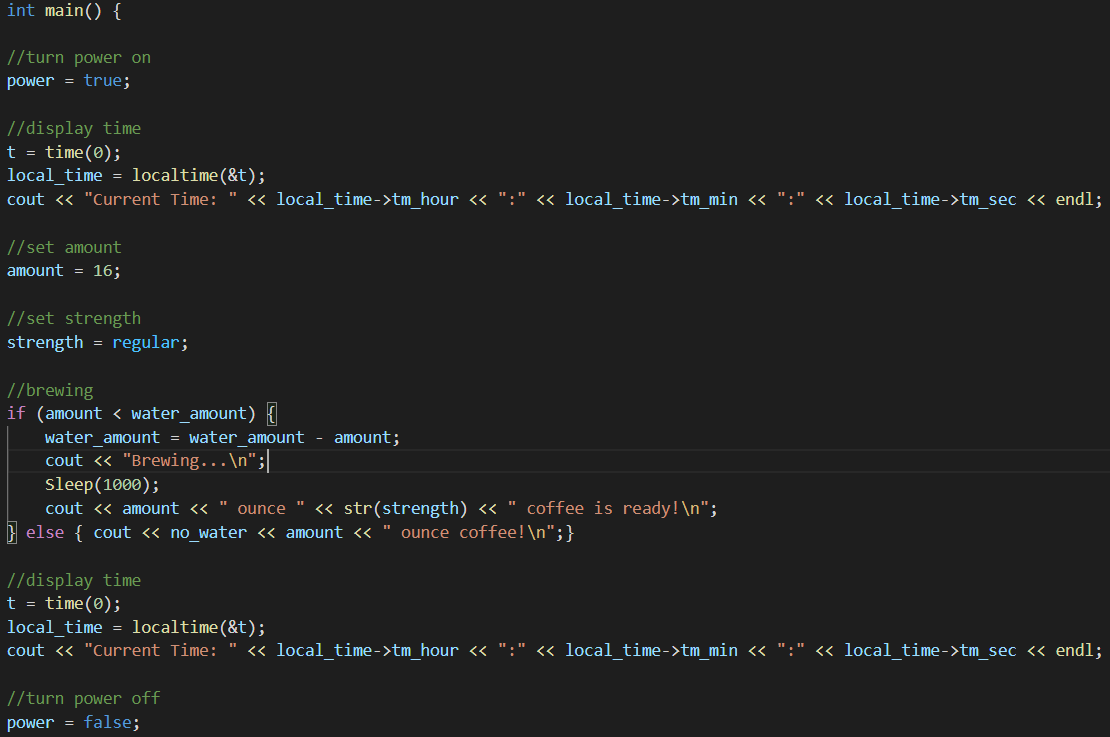 int main() {
//turn power on
power = true;
//display time
t = time(0);
local_time = localtime(&t);
cout << "Current Time: " << local_time->tm_hour << ":" << local_time->tm_min << ":" << local_time->tm_sec << endl;
//set amount
amount = 16;
//set strength
strength = regular;
//brewing
if (amount < water_amount) {
    water_amount = water_amount - amount;
    cout << "Brewing...\n";
    Sleep(1000);
    cout << amount << " ounce " << str(strength) << " coffee is ready!\n";
} else { cout << no_water << amount << " ounce coffee!\n";}
//display time
t = time(0);
local_time = localtime(&t);
cout << "Current Time: " << local_time->tm_hour << ":" << local_time->tm_min << ":" << local_time->tm_sec << endl;
//turn power off
power = false;